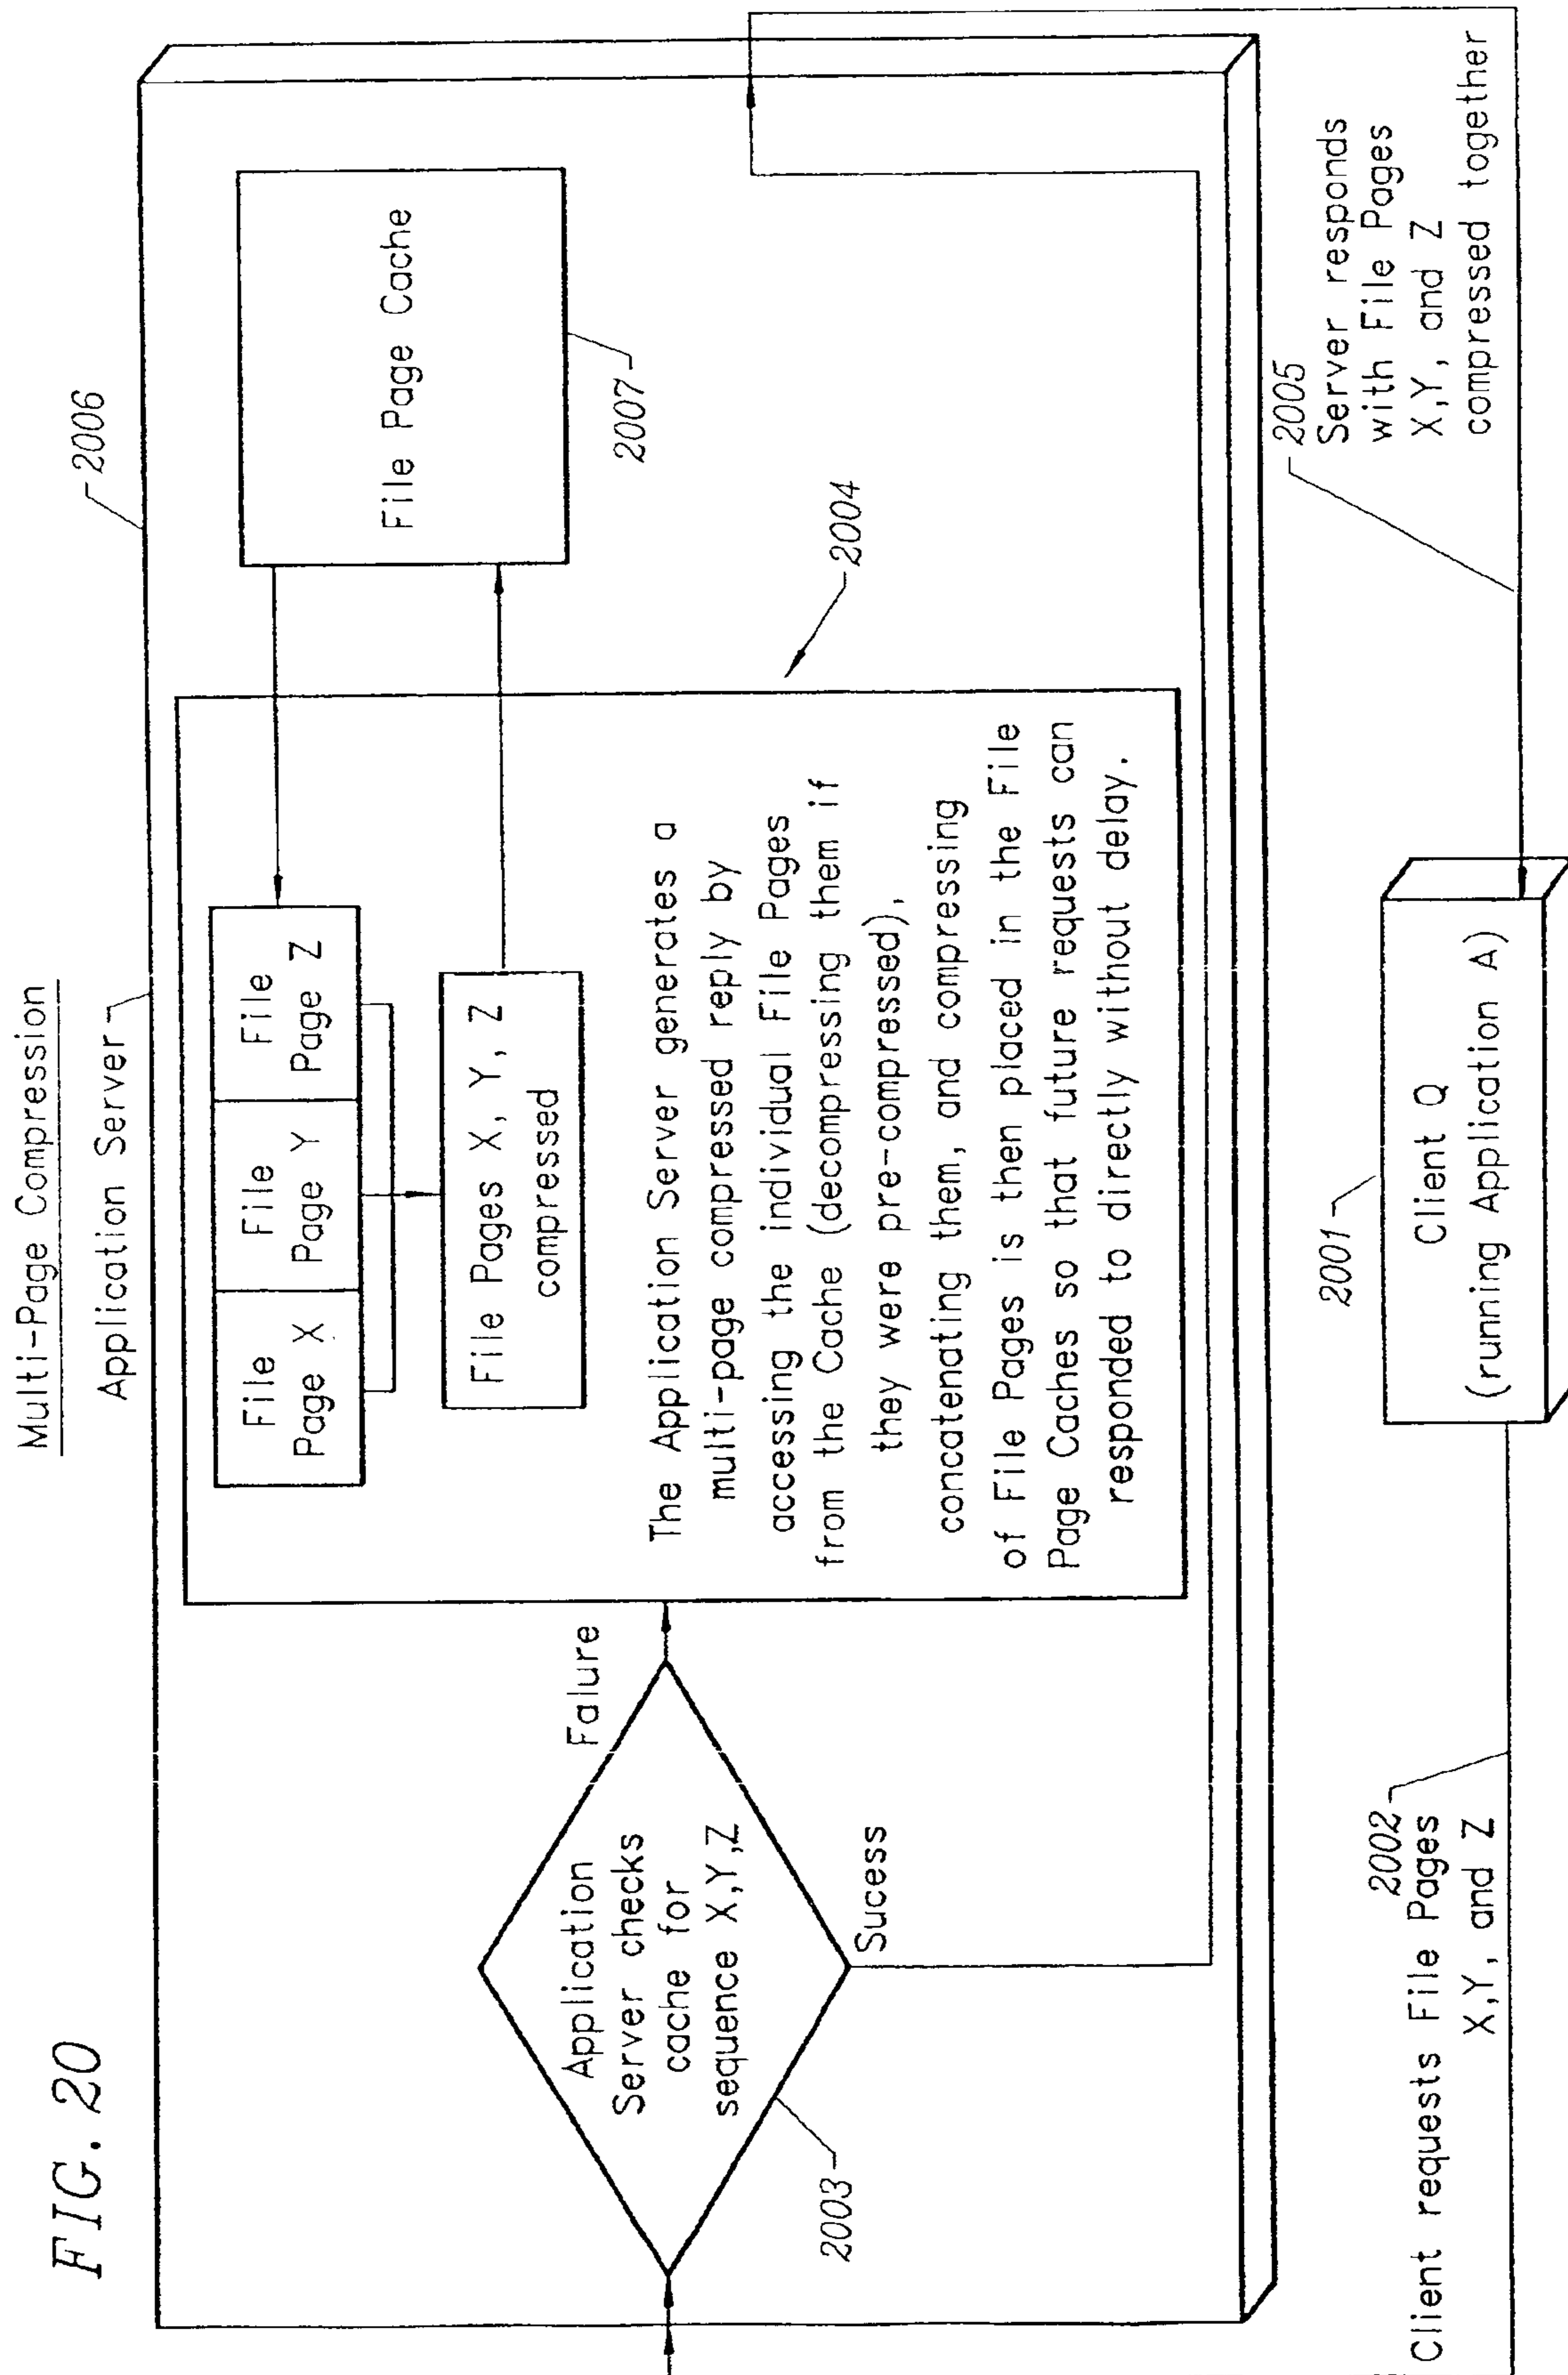 FIG. 20
Multi-Page Compression
Application Server
2006
File
Page X
File
Page Y
File
Page Z
File Pages X, Y, Z
compressed
File Page Cache
2007
Application
Server checks
cache for
sequence X,Y,Z
2003
Falure
Sucess
The Application Server generates a
multi-page compressed reply by
accessing the individual File Pages
from the Cache (decompressing them if
they were pre-compressed),
concatenating them, and compressing
of File Pages is then placed in the File
Page Caches so that future requests can
responded to directly without delay.
2004
2002
Client requests File Pages
X,Y, and Z
2001
Client Q
(running Application A)
2005
Server responds
with File Pages
X,Y, and Z
compressed together